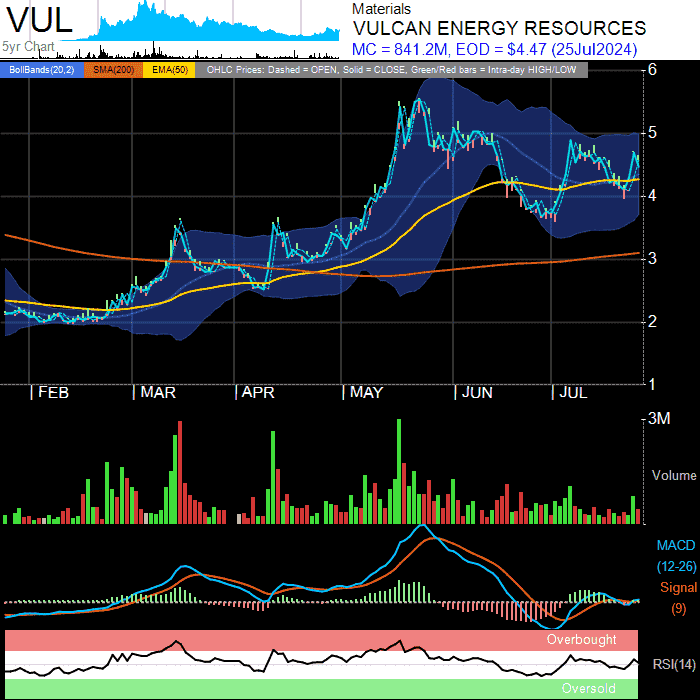 VUL
5yr Chart
Materials
VULCAN ENERGY RESOURCES
MC = 841.2M, EOD = $4.47 (25Jul2024)
BollBands(20,2) SMA(200) EMA(50) OHLC Prices: Dashed = OPEN, Solid = CLOSE, Green/Red bars = Intra-day HIGH/LOW
6
5
4
3
2
1
| FEB | MAR | APR | MAY | JUN | JUL
3M
Volume
MACD
(12-26)
Signal
(9)
Overbought
RSI(14)
Oversold